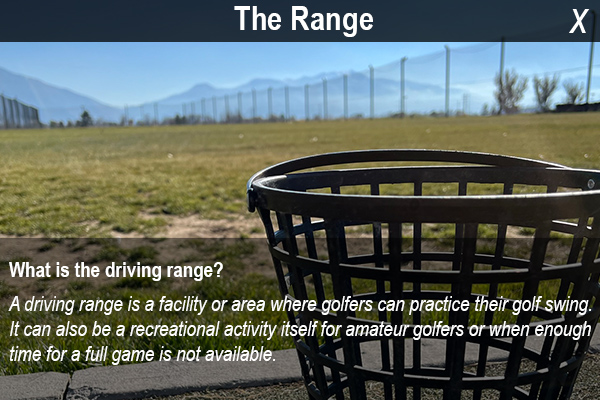 The Range
X
What is the driving range?
A driving range is a facility or area where golfers can practice their golf swing.
It can also be a recreational activity itself for amateur golfers or when enough
time for a full game is not available.